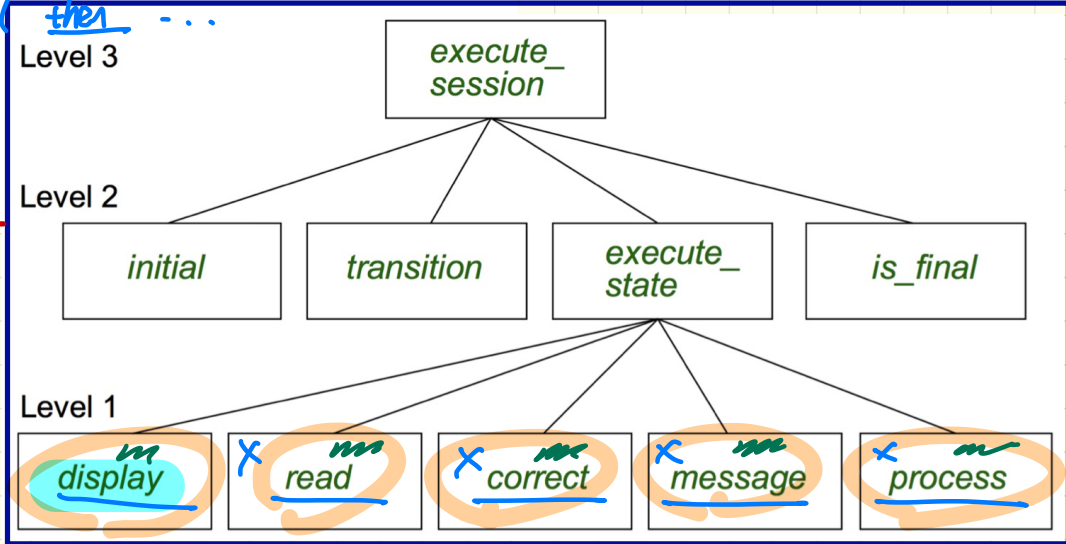 then ...
Level 3
execute_
session
Level 2
initial
transition
execute_
state
is_final
Level 1
display
x read
x correct
x message
x process